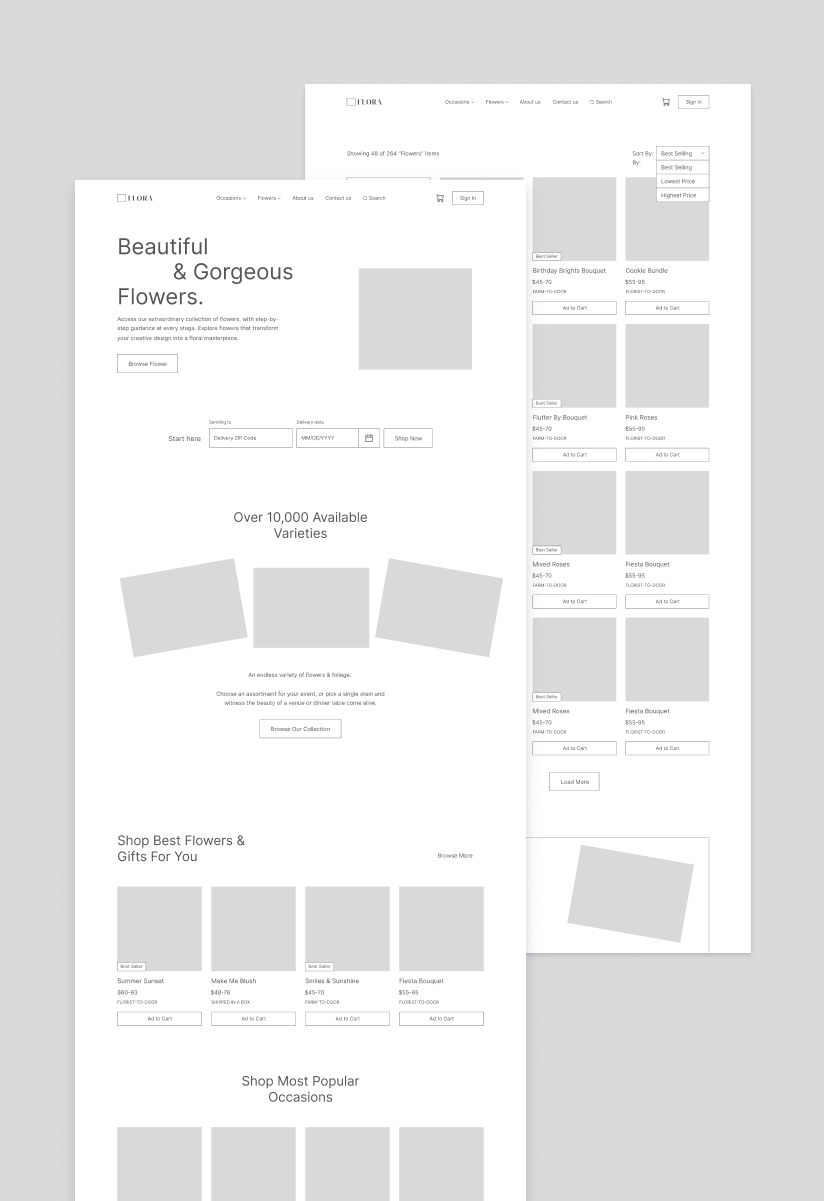 FLORA
Occasions
Flowers
About us
Contact us
Search
Sign in
Showing 48 of 264 "Flowers" items
Sort By:
By:
Best Selling
Best Selling
Lowest Price
Highest Price
Best Seller
Birthday Brights Bouquet
$45-70
FARM-TO-DOOR
Ad to Cart
Cookie Bundle
$55-95
FLORIST-TO-DOOR
Ad to Cart
Best Seller
Flutter By Bouquet
$45-70
FARM-TO-DOOR
Ad to Cart
Pink Roses
$55-95
FLORIST-TO-DOOR
Ad to Cart
Best Seller
Mixed Roses
$45-70
FARM-TO-DOOR
Ad to Cart
Fiesta Bouquet
$55-95
FLORIST-TO-DOOR
Ad to Cart
Best Seller
Mixed Roses
$45-70
FARM-TO-DOOR
Ad to Cart
Fiesta Bouquet
$55-95
FLORIST-TO-DOOR
Ad to Cart
Load More
FLORA
Occasions
Flowers
About us
Contact us
Search
Sign in
Beautiful
& Gorgeous
Flowers.
Access our extraordinary collection of flowers, with step-by-
step guidance at every stage. Explore flowers that transform
your creative design into a floral masterpiece.
Browse Flower
Start here
Sending to
Delivery ZIP Code
Delivery date
MM/DD/YYYY
Shop Now
Over 10,000 Available
Varieties
An endless variety of flowers & foliage.
Choose an assortment for your event, or pick a single stem and
witness the beauty of a venue or dinner table come alive.
Browse Our Collection
Shop Best Flowers &
Gifts For You
Browse More
Best Seller
Summer Sunset
$60-93
FLORIST-TO-DOOR
Ad to Cart
Make Me Blush
$48-78
SHIPPED IN A BOX
Ad to Cart
Best Seller
Smiles & Sunshine
$45-70
FARM-TO-DOOR
Ad to Cart
Fiesta Bouquet
$55-95
FLORIST-TO-DOOR
Ad to Cart
Shop Most Popular
Occasions